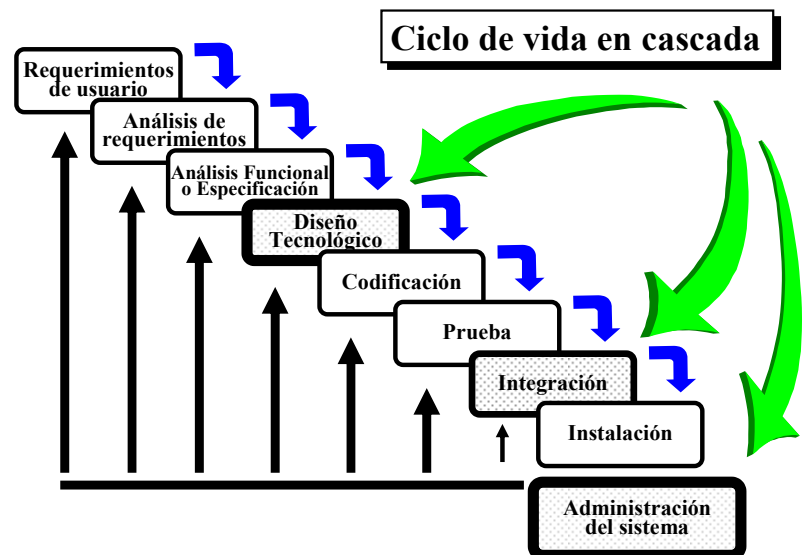 Ciclo de vida en cascada
Requerimientos
de usuario
Análisis de
requerimientos
Análisis Funcional
o Especificación
Diseño
Tecnológico
Codificación
Prueba
Integración
Instalación
Administración
del sistema